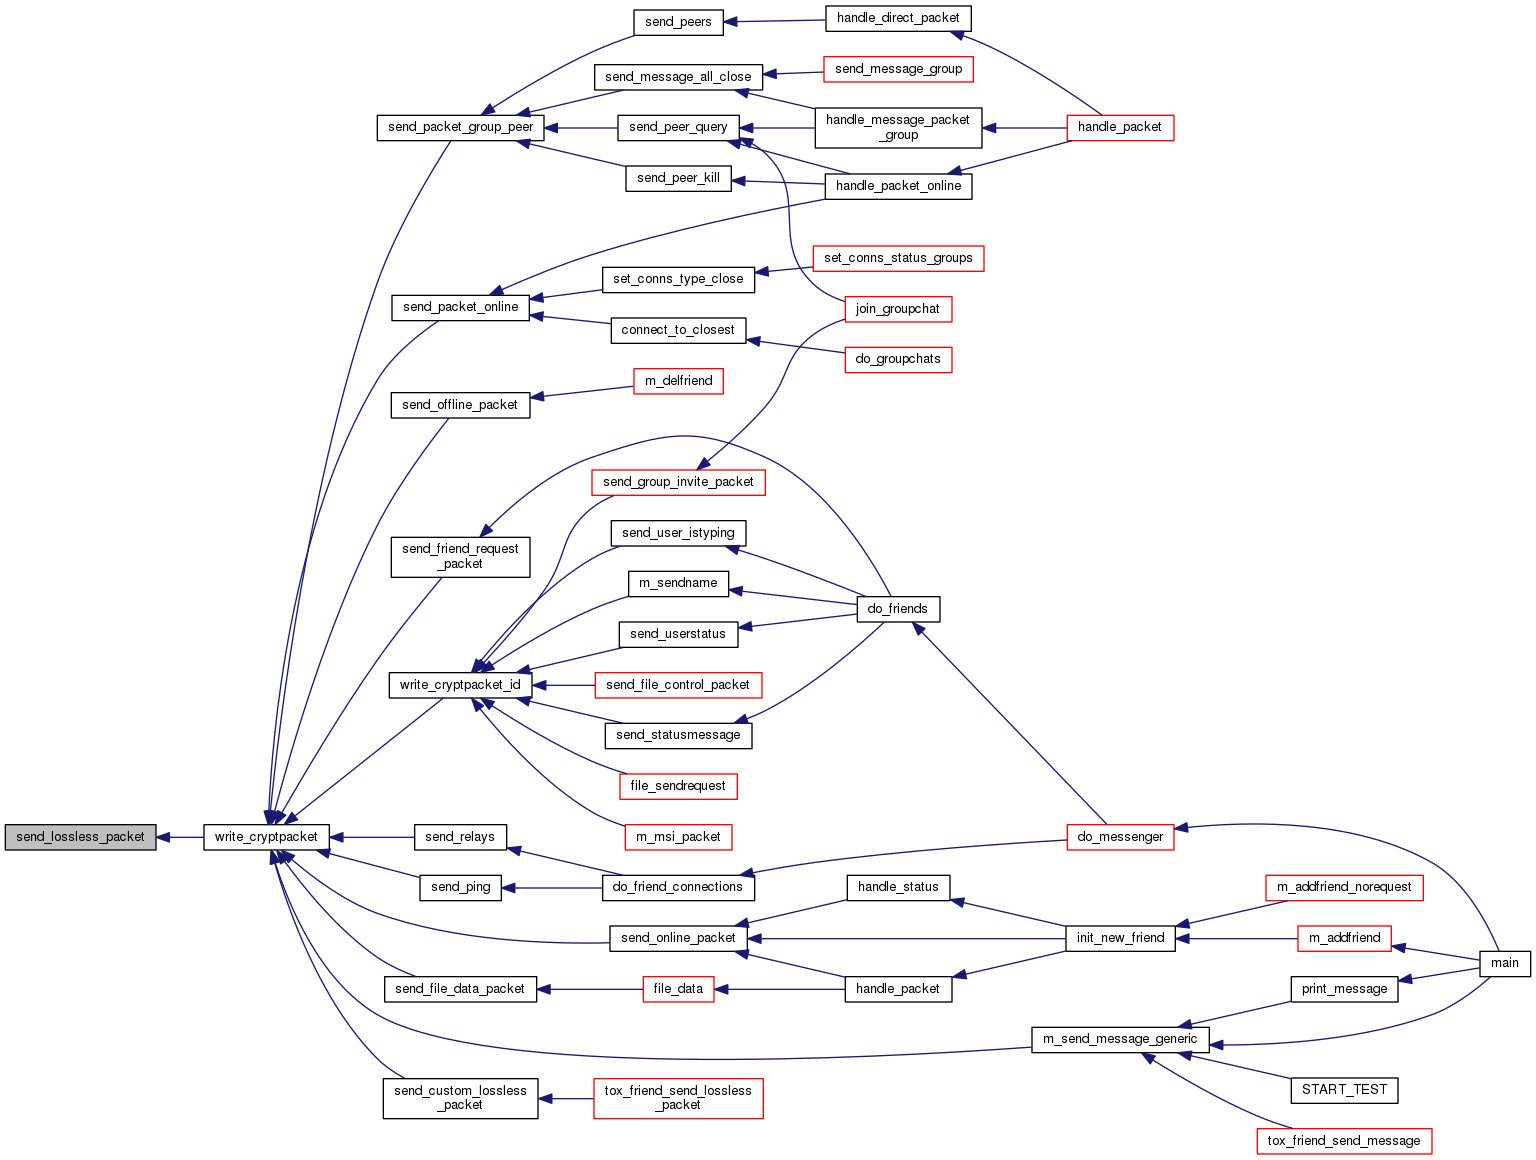 send_peers
handle_direct_packet
send_message_all_close
send_message_group
send_packet_group_peer
send_peer_query
handle_message_packet
_group
handle_packet
send_peer_kill
handle_packet_online
set_conns_status_groups
set_conns_type_close
send_packet_online
join_groupchat
connect_to_closest
do_groupchats
m_delfriend
send_offline_packet
send_group_invite_packet
send_user_istyping
send_friend_request
_packet
m_sendname
do_friends
send_userstatus
write_cryptpacket_id
send_file_control_packet
send_statusmessage
file_sendrequest
send_lossless_packet
write_cryptpacket
send_relays
m_msi_packet
do_messenger
send_ping
do_friend_connections
handle_status
m_addfriend_norequest
send_online_packet
init_new_friend
m_addfriend
main
send_file_data_packet
file_data
handle_packet
print_message
m_send_message_generic
send_custom_lossless
_packet
tox_friend_send_lossless
_packet
START_TEST
tox_friend_send_message